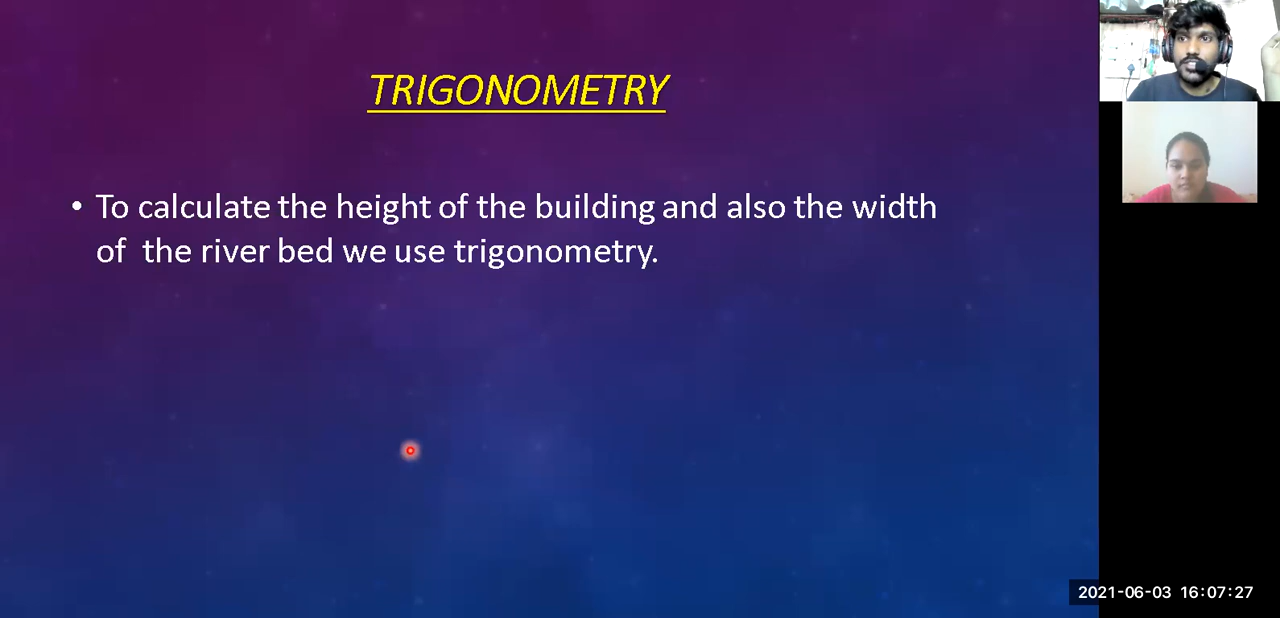 TRIGONOMETRY
• To calculate the height of the building and also the width
of the river bed we use trigonometry.
2021-06-03 16:07:27